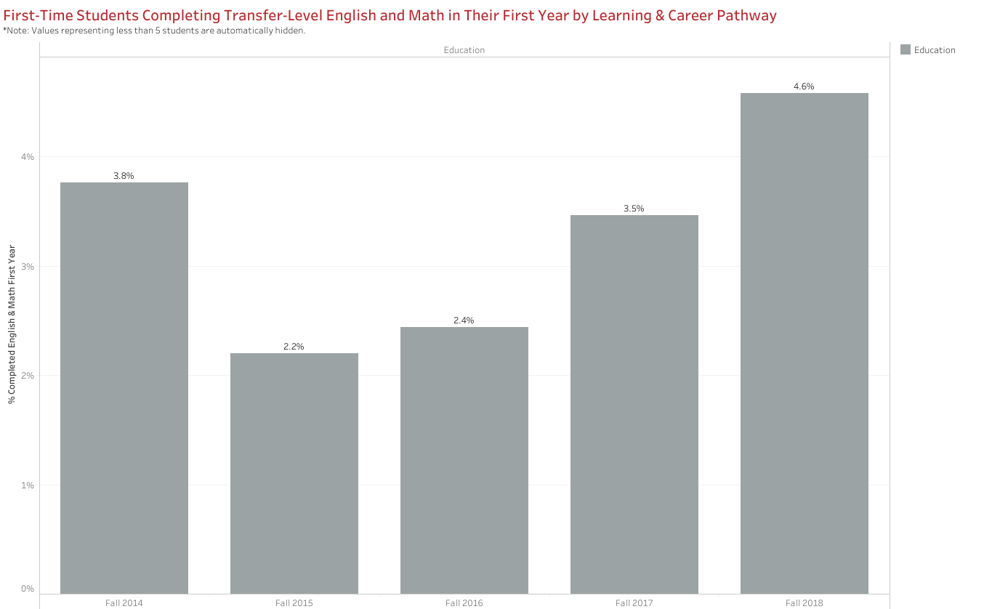 First-Time Students Completing Transfer-Level English and Math in Their First Year by Learning & Career Pathway
*Note: Values representing less than 5 students are automatically hidden.
Education
Education
4.6%
4%
3.8%
3.5%
% Completed English & Math First Year
3%
2.4%
2.2%
2%
1%
0%
Fall 2014
Fall 2015
Fall 2016
Fall 2017
Fall 2018